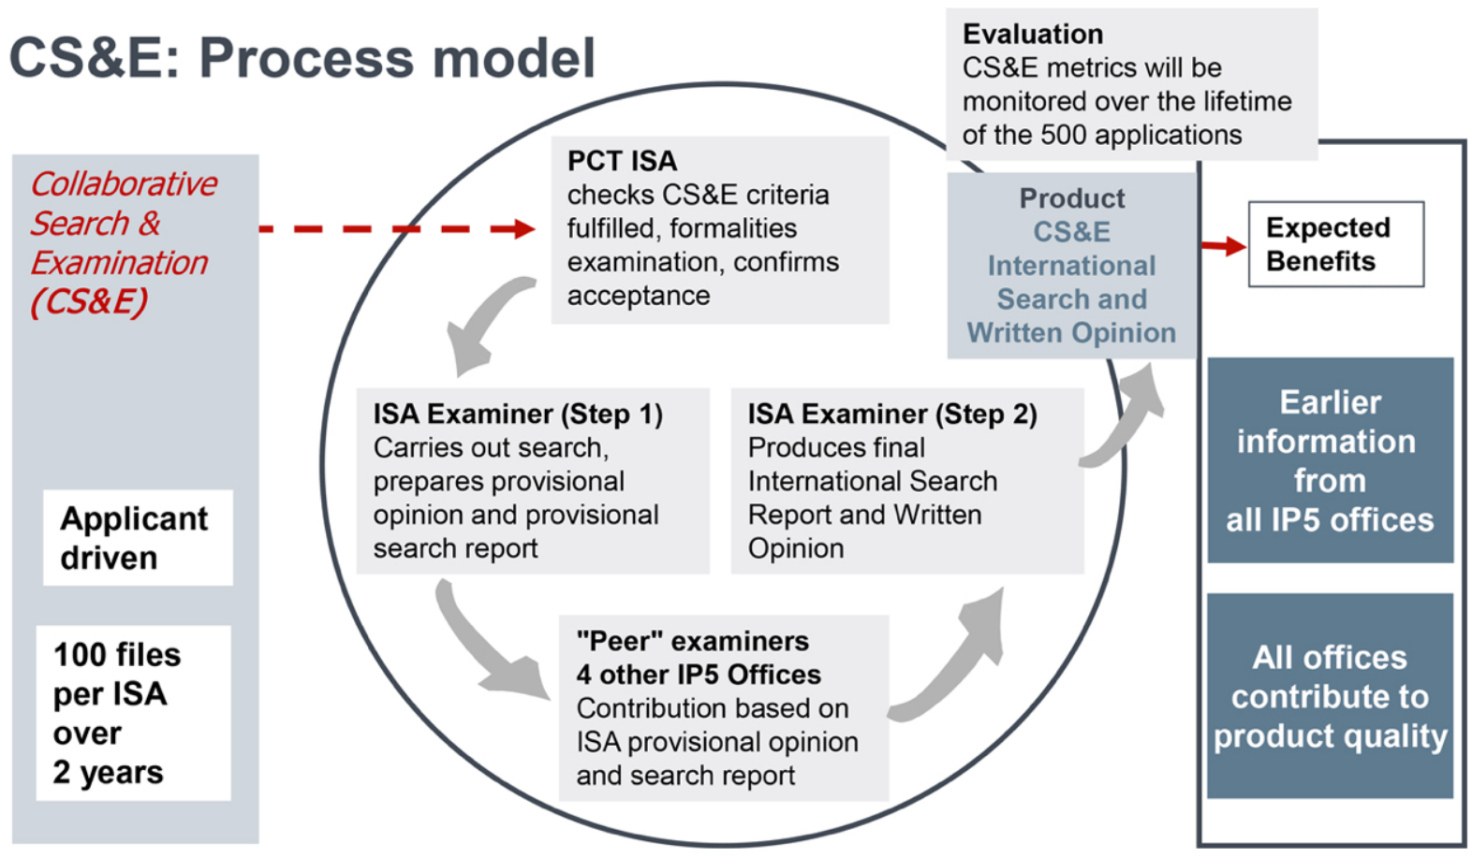 CS&E: Process model
Collaborative
Search &
Examination
(CS&E)
Applicant
driven
100 files
per ISA
over
2 years
PCT ISA
checks CS&E criteria
fulfilled, formalities
examination, confirms
acceptance
ISA Examiner (Step 1)
Carries out search,
prepares provisional
opinion and provisional
search report
"Peer" examiners
4 other IP5 Offices
Contribution based on
ISA provisional opinion
and search report
ISA Examiner (Step 2)
Produces final
International Search
Report and Written
Opinion
Product
CS&E
International
Search and
Written Opinion
Evaluation
CS&E metrics will be
monitored over the lifetime
of the 500 applications
Expected
Benefits
Earlier
information
from
all IP5 offices
All offices
contribute to
product quality